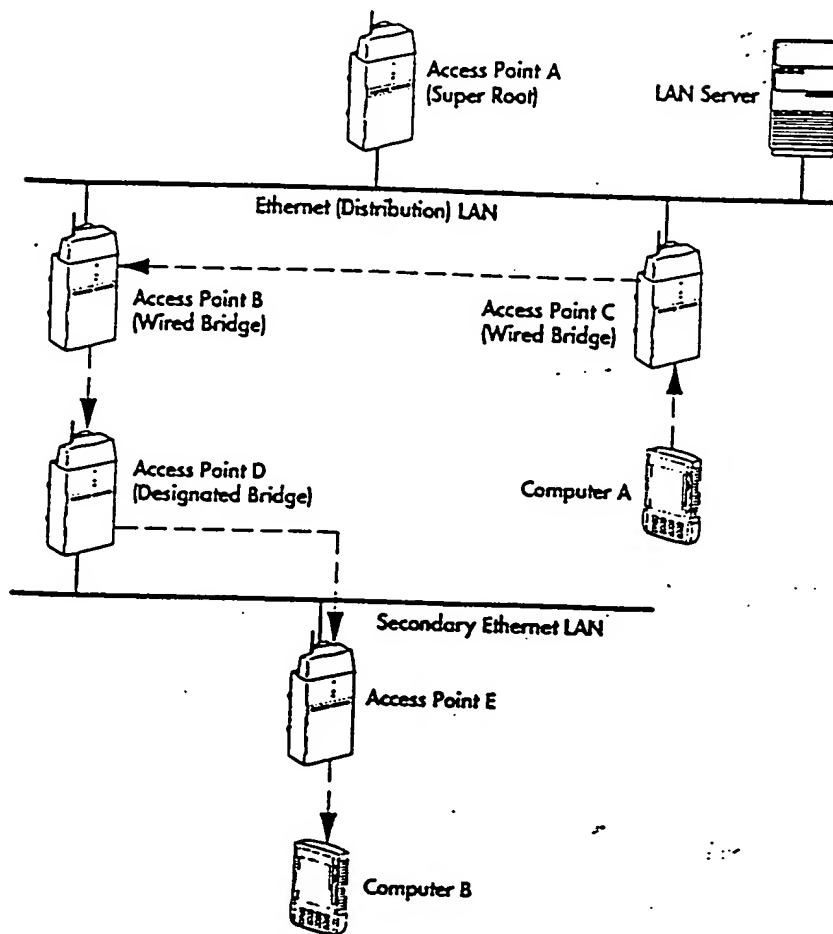 Access Point A
(Super Root)
LAN Server
Ethernet (Distribution) LAN
Access Point B
(Wired Bridge)
Access Point C
(Wired Bridge)
Access Point D
(Designated Bridge)
Computer A
Secondary Ethernet LAN
Access Point E
Computer B